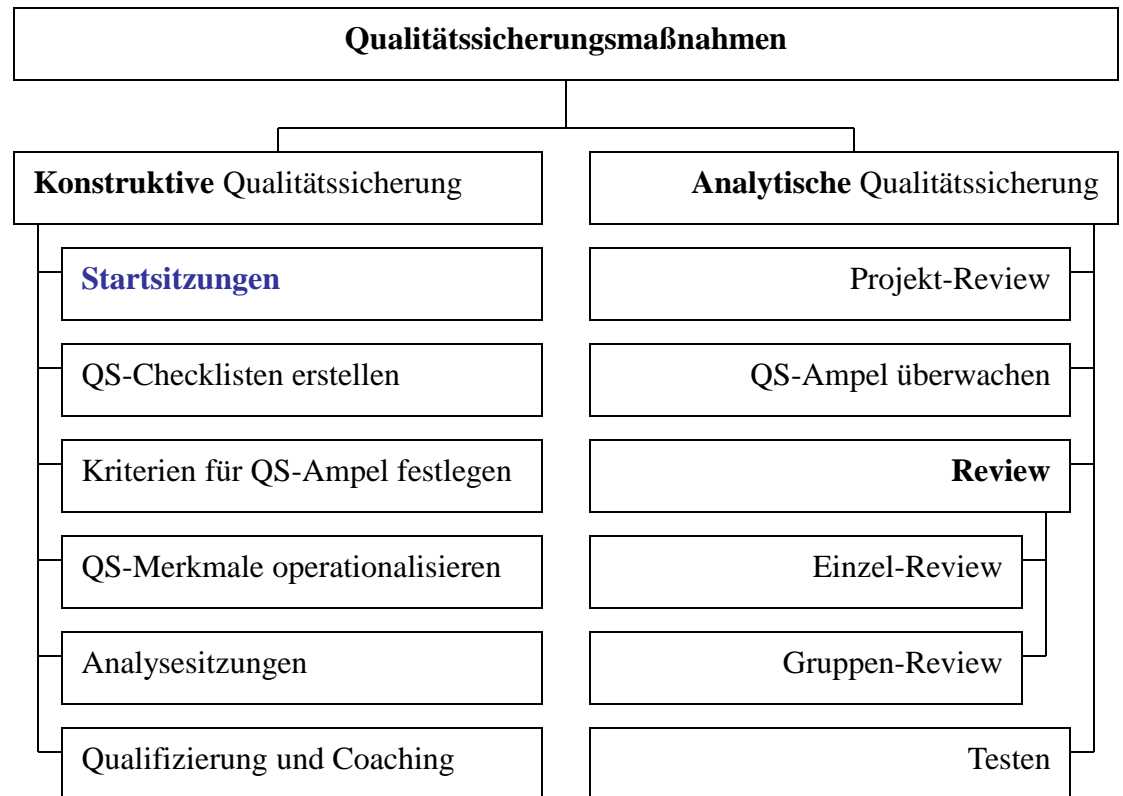 Qualitätssicherungsmaßnahmen
Konstruktive Qualitätssicherung
Startsitzungen
QS-Checklisten erstellen
Kriterien für QS-Ampel festlegen
QS-Merkmale operationalisieren
Analysesitzungen
Qualifizierung und Coaching
Analytische Qualitätssicherung
Projekt-Review
QS-Ampel überwachen
Review
Einzel-Review
Gruppen-Review
Testen